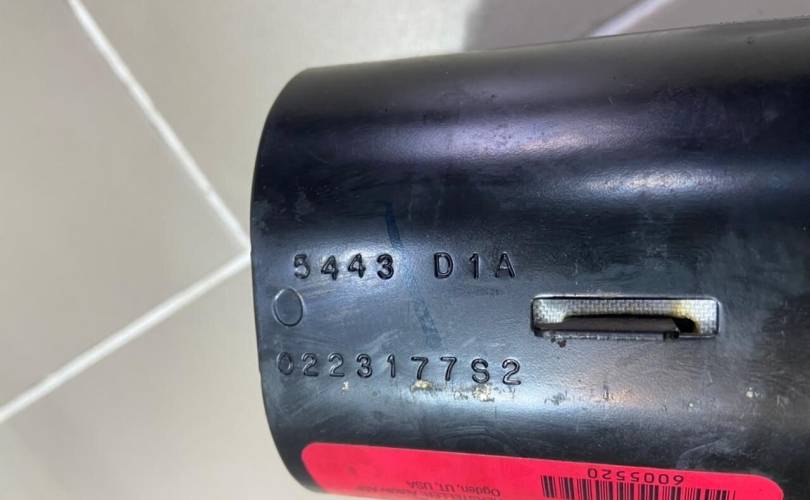 5443 D1A
0223177S2
6005520
Ogden, UT, USA